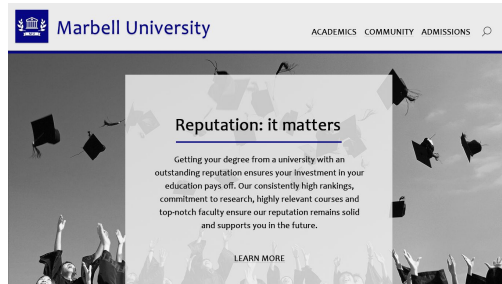 Marbell University
ACADEMICS COMMUNITY ADMISSIONS
Reputation: it matters
Getting your degree from a university with an
outstanding reputation ensures your investment in your
education pays off. Our consistently high rankings,
commitment to research, highly relevant courses and
top-notch faculty ensure our reputation remains solid
and supports you in the future.
LEARN MORE